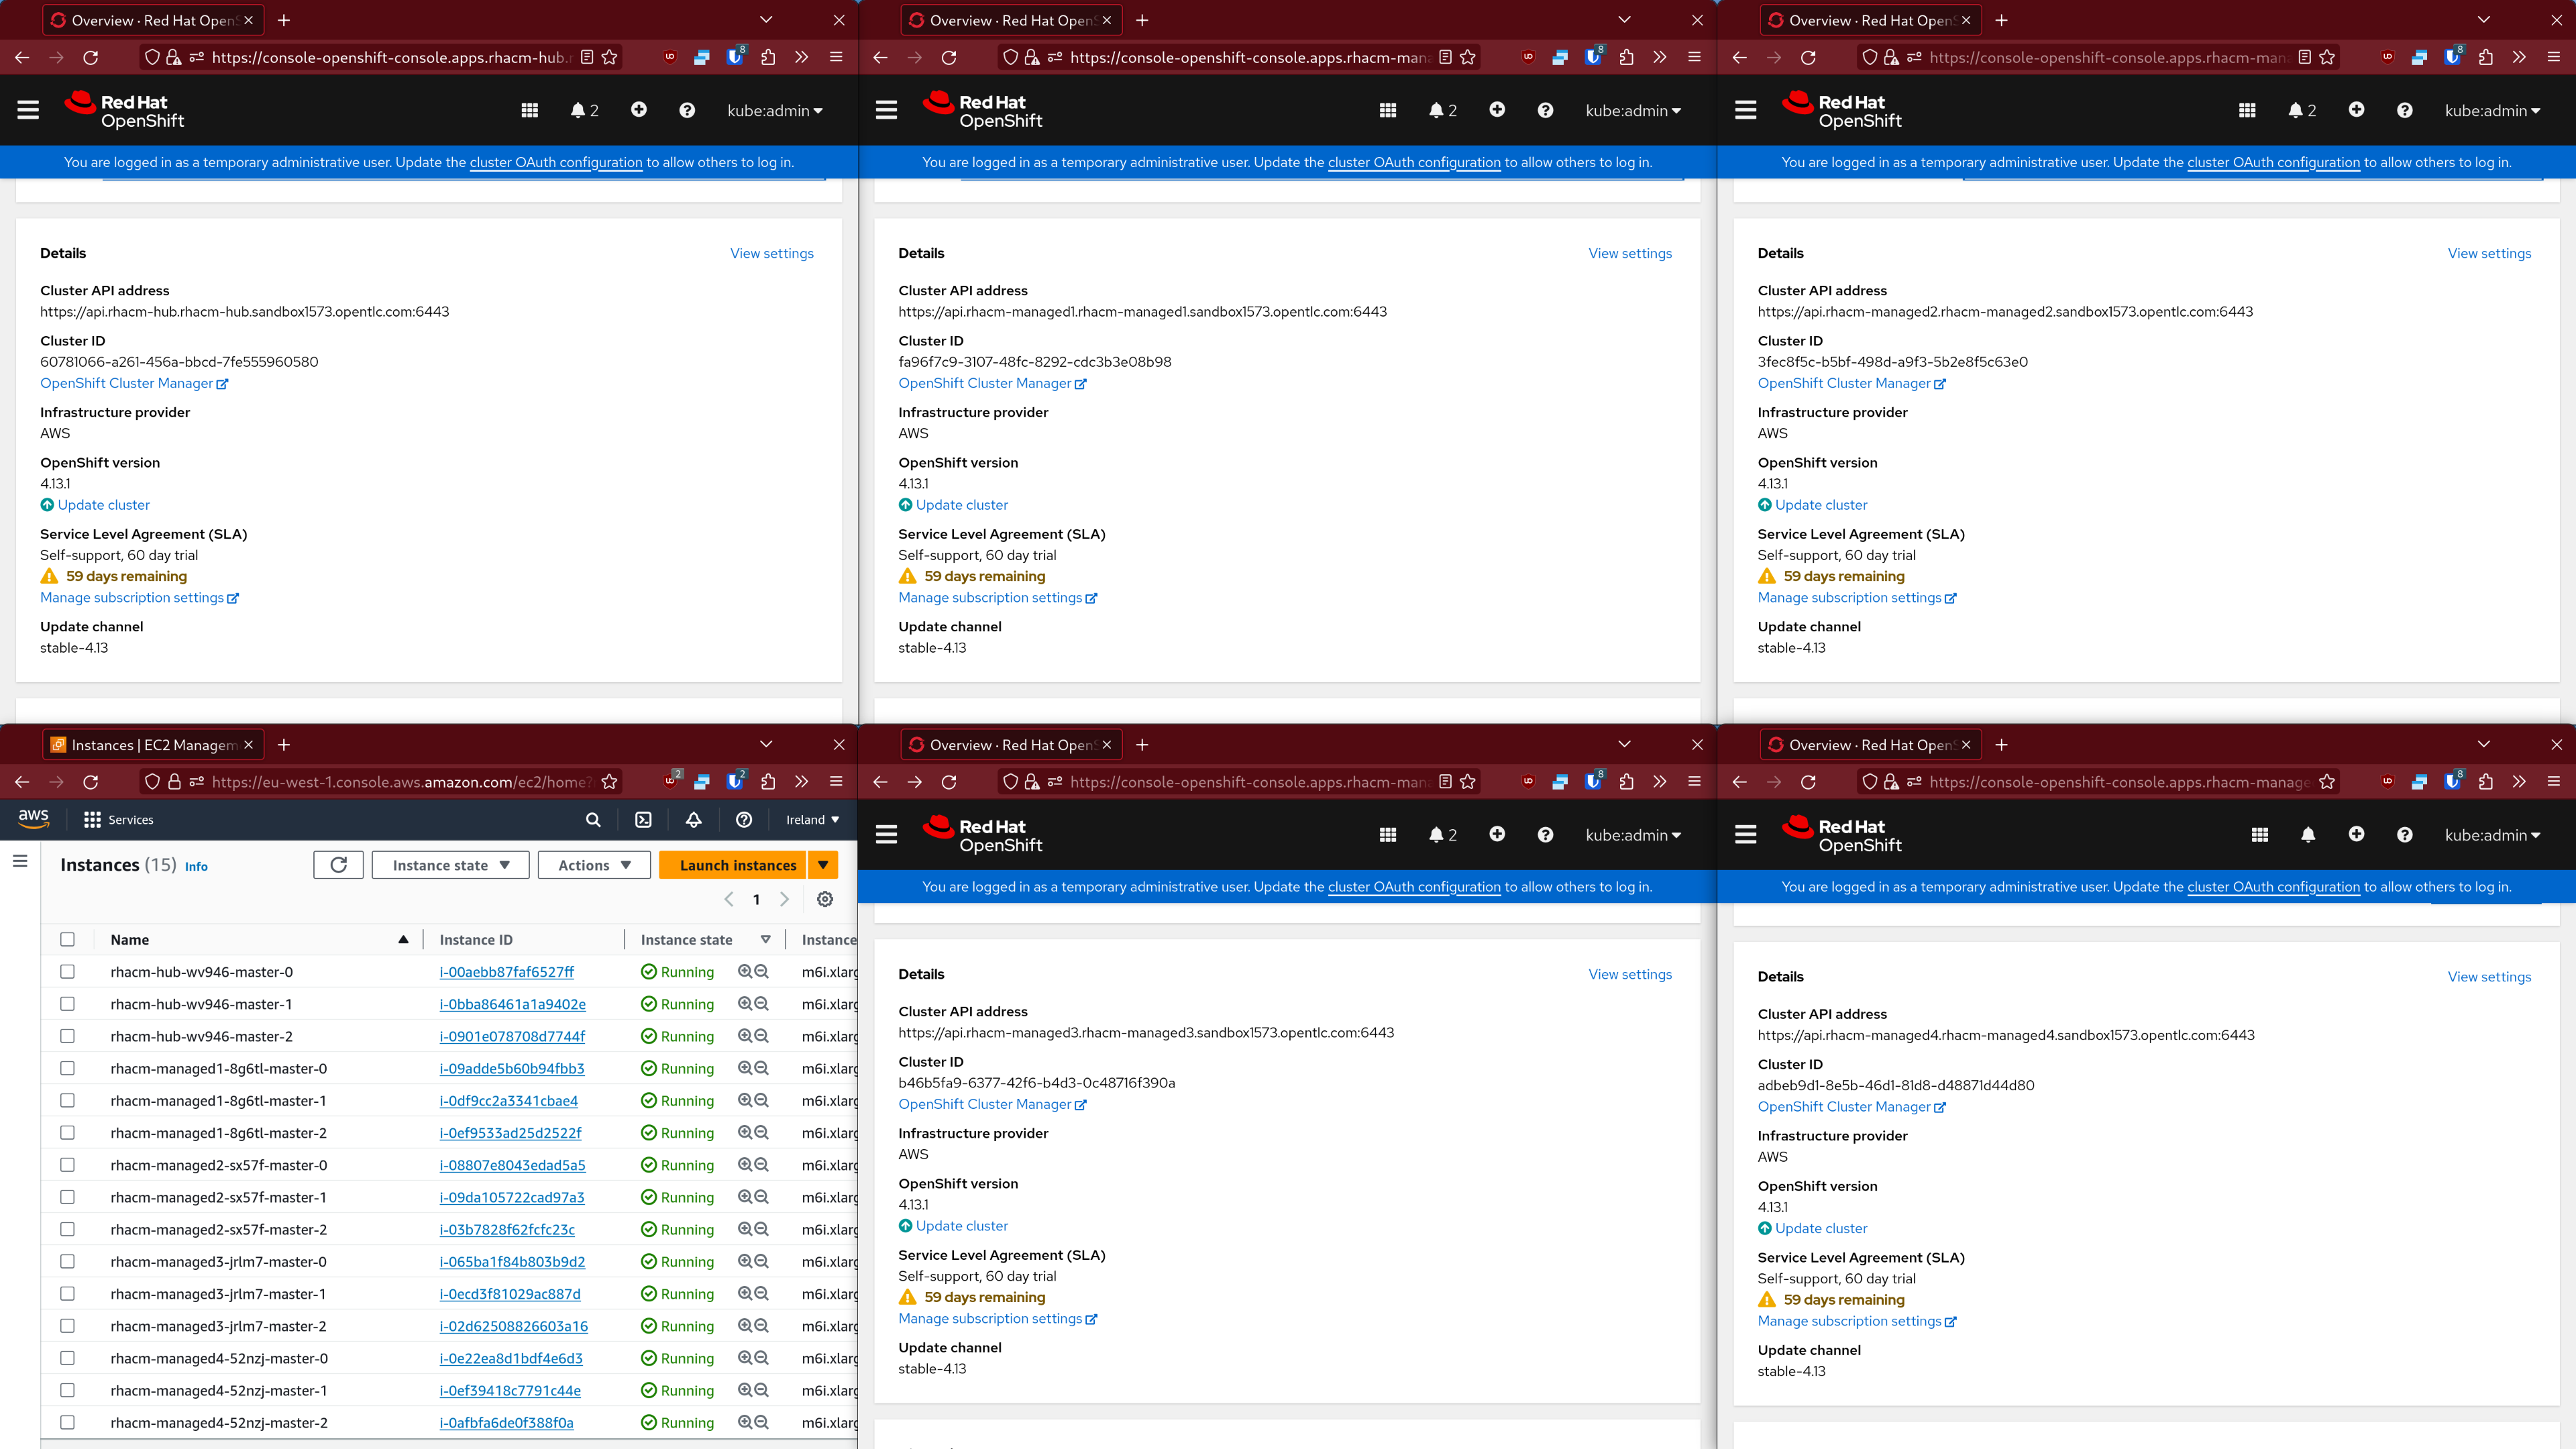 Overview · Red Hat Open
https://console-openshift-console.apps.rhacm-hub.r
8
Red Hat
OpenShift
2
kube:admin
You are logged in as a temporary administrative user. Update the cluster OAuth configuration to allow others to log in.
Details
View settings
Cluster API address
https://api.rhacm-hub.rhacm-hub.sandbox1573.opentlc.com:6443
Cluster ID
60781066-a261-456a-bbcd-7fe555960580
OpenShift Cluster Manager
Infrastructure provider
AWS
OpenShift version
4.13.1
Update cluster
Service Level Agreement (SLA)
Self-support, 60 day trial
59 days remaining
Manage subscription settings
Update channel
stable-4.13
Overview · Red Hat Open
https://console-openshift-console.apps.rhacm-man
8
Red Hat
OpenShift
2
kube:admin
You are logged in as a temporary administrative user. Update the cluster OAuth configuration to allow others to log in.
Details
View settings
Cluster API address
https://api.rhacm-managed1.rhacm-managed1.sandbox1573.opentlc.com:6443
Cluster ID
fa96f7c9-3107-48fc-8292-cdc3b3e08b98
OpenShift Cluster Manager
Infrastructure provider
AWS
OpenShift version
4.13.1
Update cluster
Service Level Agreement (SLA)
Self-support, 60 day trial
59 days remaining
Manage subscription settings
Update channel
stable-4.13
Overview · Red Hat Open
https://console-openshift-console.apps.rhacm-man
8
Red Hat
OpenShift
2
kube:admin
You are logged in as a temporary administrative user. Update the cluster OAuth configuration to allow others to log in.
Details
View settings
Cluster API address
https://api.rhacm-managed2.rhacm-managed2.sandbox1573.opentlc.com:6443
Cluster ID
3fec8f5c-b5bf-498d-a9f3-5b2e8f5c63e0
OpenShift Cluster Manager
Infrastructure provider
AWS
OpenShift version
4.13.1
Update cluster
Service Level Agreement (SLA)
Self-support, 60 day trial
59 days remaining
Manage subscription settings
Update channel
stable-4.13
Instances | EC2 Managem
https://eu-west-1.console.aws.amazon.com/ec2/home?
2
2
aws
Services
Ireland
Instances (15) Info
Instance state
Actions
Launch instances
1
Name Instance ID Instance state Instance
rhacm-hub-wv946-master-0 i-00aebb87faf6527ff Running m6i.xlarg
rhacm-hub-wv946-master-1 i-0bba86461a1a9402e Running m6i.xlarg
rhacm-hub-wv946-master-2 i-0901e078708d7744f Running m6i.xlarg
rhacm-managed1-8g6tl-master-0 i-09adde5b60b94fbb3 Running m6i.xlarg
rhacm-managed1-8g6tl-master-1 i-0df9cc2a3341cbae4 Running m6i.xlarg
rhacm-managed1-8g6tl-master-2 i-0ef9533ad25d2522f Running m6i.xlarg
rhacm-managed2-sx57f-master-0 i-08807e8043edad5a5 Running m6i.xlarg
rhacm-managed2-sx57f-master-1 i-09da105722cad97a3 Running m6i.xlarg
rhacm-managed2-sx57f-master-2 i-03b7828f62fcfc23c Running m6i.xlarg
rhacm-managed3-jrlm7-master-0 i-065ba1f84b803b9d2 Running m6i.xlarg
rhacm-managed3-jrlm7-master-1 i-0ecd3f81029ac887d Running m6i.xlarg
rhacm-managed3-jrlm7-master-2 i-02d62508826603a16 Running m6i.xlarg
rhacm-managed4-52nzj-master-0 i-0e22ea8d1bdf4e6d3 Running m6i.xlarg
rhacm-managed4-52nzj-master-1 i-0ef39418c7791c44e Running m6i.xlarg
rhacm-managed4-52nzj-master-2 i-0afbfa6de0f388f0a Running m6i.xlarg
Overview · Red Hat Open
https://console-openshift-console.apps.rhacm-man
8
Red Hat
OpenShift
2
kube:admin
You are logged in as a temporary administrative user. Update the cluster OAuth configuration to allow others to log in.
Details
View settings
Cluster API address
https://api.rhacm-managed3.rhacm-managed3.sandbox1573.opentlc.com:6443
Cluster ID
b46b5fa9-6377-42f6-b4d3-0c48716f390a
OpenShift Cluster Manager
Infrastructure provider
AWS
OpenShift version
4.13.1
Update cluster
Service Level Agreement (SLA)
Self-support, 60 day trial
59 days remaining
Manage subscription settings
Update channel
stable-4.13
Overview · Red Hat Open
https://console-openshift-console.apps.rhacm-manage
8
Red Hat
OpenShift
kube:admin
You are logged in as a temporary administrative user. Update the cluster OAuth configuration to allow others to log in.
Details
View settings
Cluster API address
https://api.rhacm-managed4.rhacm-managed4.sandbox1573.opentlc.com:6443
Cluster ID
adbeb9d1-8e5b-46d1-81d8-d48871d44d80
OpenShift Cluster Manager
Infrastructure provider
AWS
OpenShift version
4.13.1
Update cluster
Service Level Agreement (SLA)
Self-support, 60 day trial
59 days remaining
Manage subscription settings
Update channel
stable-4.13